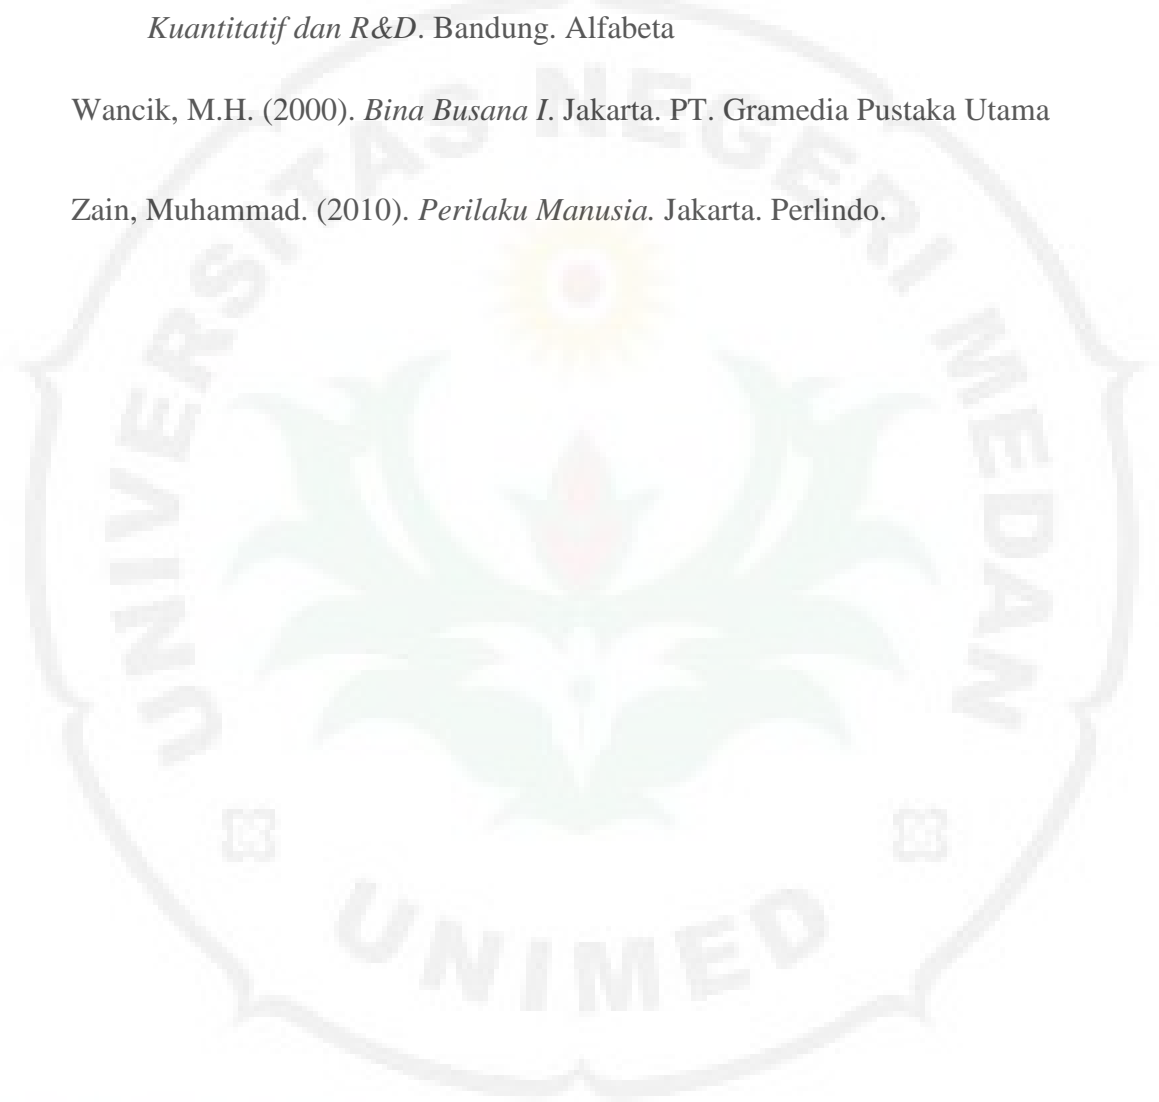 Kuantitatif dan R&D. Bandung. Alfabeta
Wancik, M.H. (2000). Bina Busana I. Jakarta. PT. Gramedia Pustaka Utama
Zain, Muhammad. (2010). Perilaku Manusia. Jakarta. Perlindo.
UNIVERSITAS NEGERI MEDAN
UNIMED